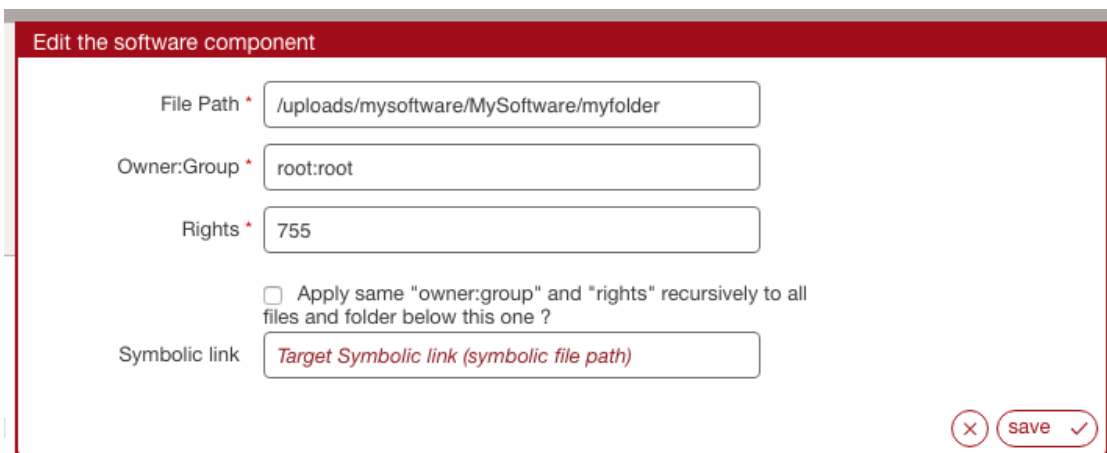 Edit the software component
File Path * /uploads/mysoftware/MySoftware/myfolder
Owner:Group * root:root
Rights * 755
Apply same "owner:group" and "rights" recursively to all
files and folder below this one ?
Symbolic link Target Symbolic link (symbolic file path)
save